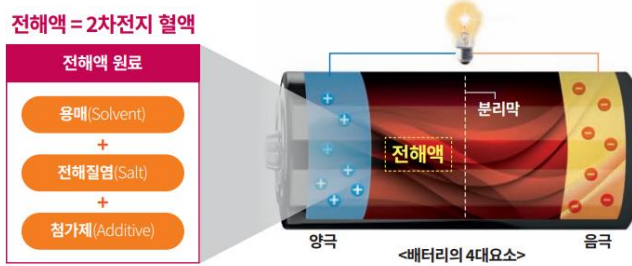 전해액 = 2차전지 혈액
전해액 원료
용매(Solvent)
+
전해질염(Salt)
+
첨가제(Additive)
분리막
전해액
양극
<배터리의 4대요소>
음극